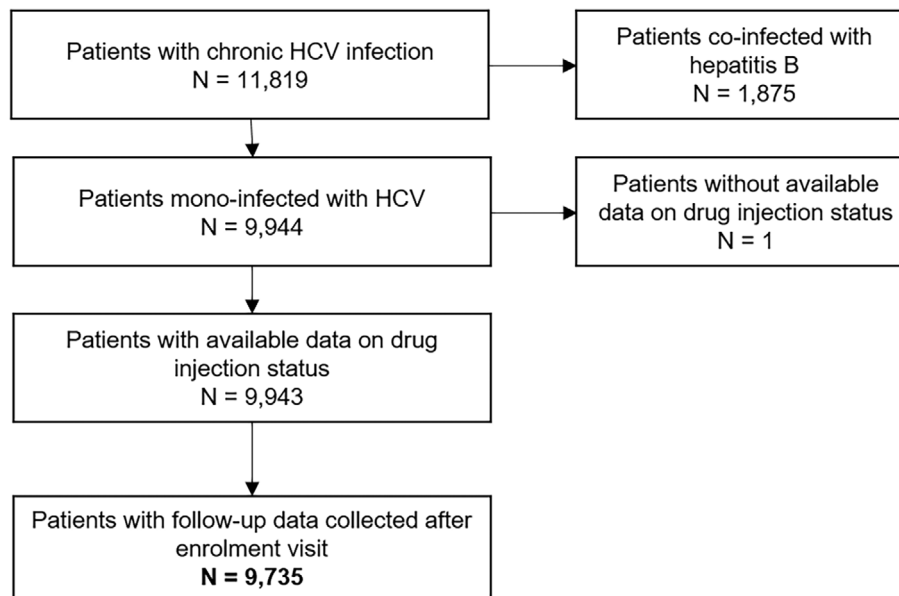 Patients with chronic HCV infection
N = 11,819
Patients co-infected with
hepatitis B
N = 1,875
Patients mono-infected with HCV
N = 9,944
Patients without available
data on drug injection status
N = 1
Patients with available data on drug
injection status
N = 9,943
Patients with follow-up data collected after
enrolment visit
N = 9,735